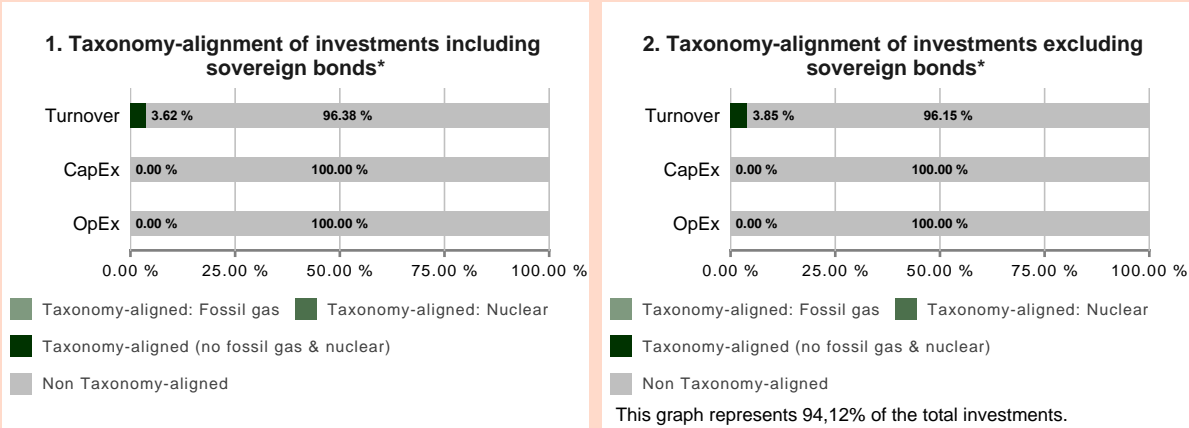 1. Taxonomy-alignment of investments including
sovereign bonds*
Turnover
3.62 %
96.38 %
CapEx
0.00 %
100.00 %
OpEx
0.00 %
100.00 %
0.00 %
25.00 %
50.00 %
75.00 %
100.00 %
Taxonomy-aligned: Fossil gas
Taxonomy-aligned: Nuclear
Taxonomy-aligned (no fossil gas & nuclear)
Non Taxonomy-aligned
2. Taxonomy-alignment of investments excluding
sovereign bonds*
Turnover
3.85 %
96.15 %
CapEx
0.00 %
100.00 %
OpEx
0.00 %
100.00 %
0.00 %
25.00 %
50.00 %
75.00 %
100.00 %
Taxonomy-aligned: Fossil gas
Taxonomy-aligned: Nuclear
Taxonomy-aligned (no fossil gas & nuclear)
Non Taxonomy-aligned
This graph represents 94,12% of the total investments.